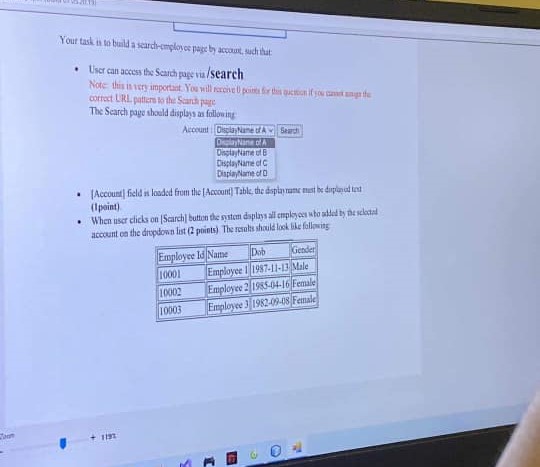 Your task is to build a search-employee page by account, such that:
• User can access the Search page via /search
Note: this is very important. You will receive 0 points for this question if you cannot assign the
correct URL pattern to the Search page
The Search page should displays as following
Account: DisplayName of A Search
DisplayName of A
DisplayName of B
DisplayName of C
DisplayName of D
• [Account] field is loaded from the [Account] Table, the display name must be displayed text
(1point).
• When user clicks on [Search] button the system displays all employees who added by the selected
account on the dropdown list (2 points). The results should look like following:
Employee Id Name Dob Gender
10001 Employee 1 1987-11-13 Male
10002 Employee 2 1985-04-16 Female
10003 Employee 3 1982-09-08 Female
Zoom + 119%